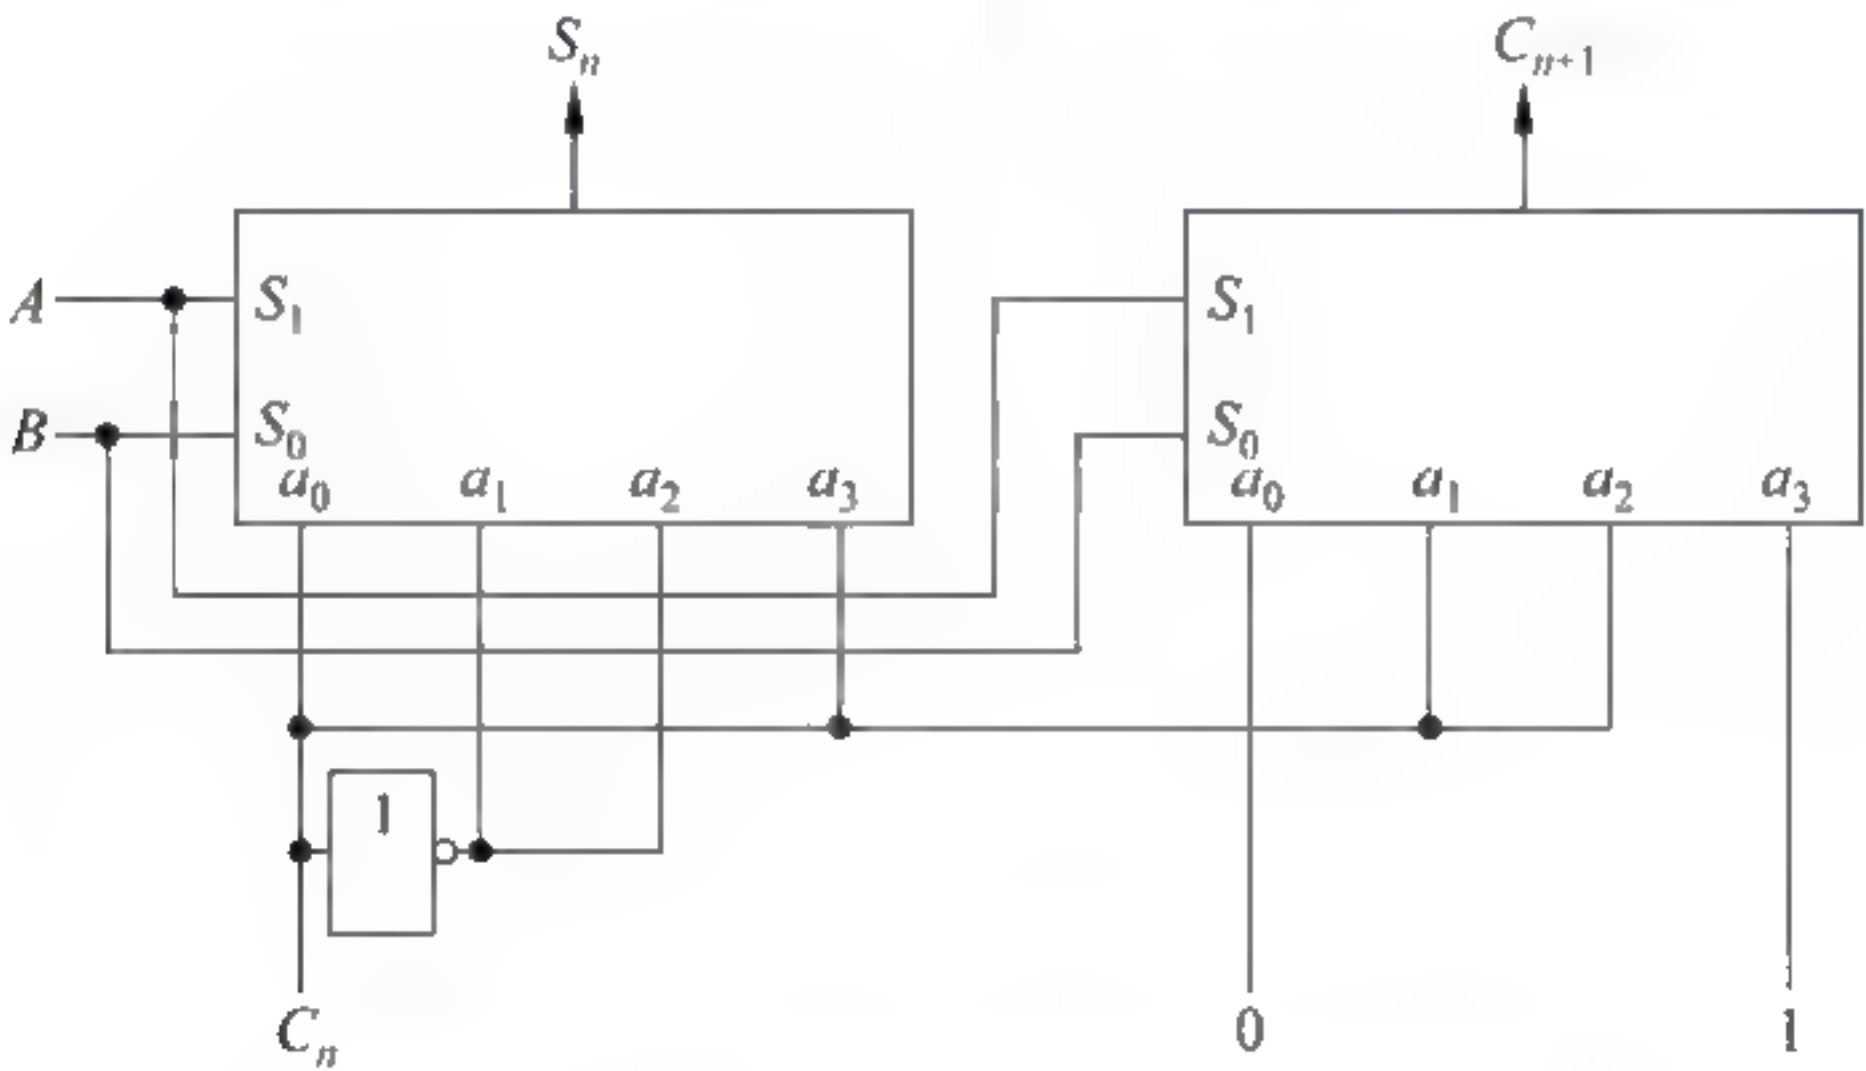 Sₙ Cₙ₊₁
A S₁ S₁
B S₀ S₀
a₀ a₁ a₂ a₃ a₀ a₁ a₂ a₃
1
Cₙ 0 1